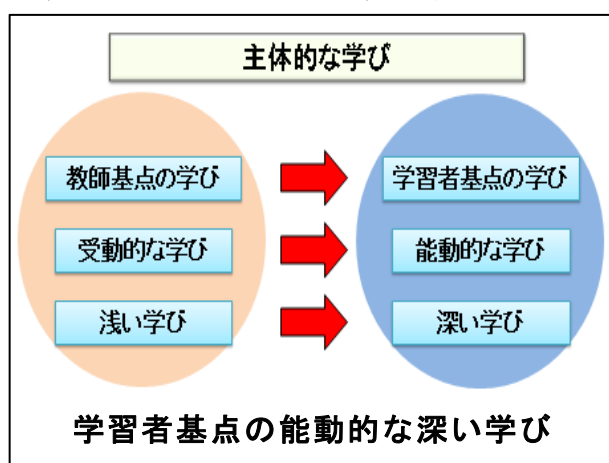 主体的な学び
教師基点の学び
学習者基点の学び
受動的な学び
能動的な学び
浅い学び
深い学び
学習者基点の能動的な深い学び